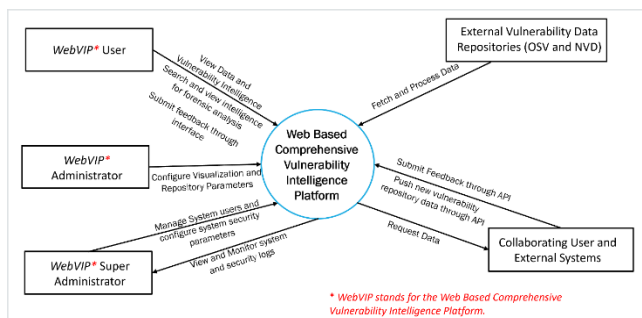 WebVIP* User
View Data and
Vulnerability Intelligence
Search and view intelligence
for forensic analysis
Submit feedback through
interface
External Vulnerability Data
Repositories (OSV and NVD)
Fetch and Process Data
Web Based
Comprehensive
Vulnerability
Intelligence
Platform
WebVIP*
Administrator
Configure Visualization and
Repository Parameters
Submit Feedback through API
Push new vulnerability
repository data through API
Request Data
Collaborating User and
External Systems
Manage System users and
configure system security
parameters
View and Monitor system
and security logs
WebVIP* Super
Administrator
* WebVIP stands for the Web Based Comprehensive
Vulnerability Intelligence Platform.